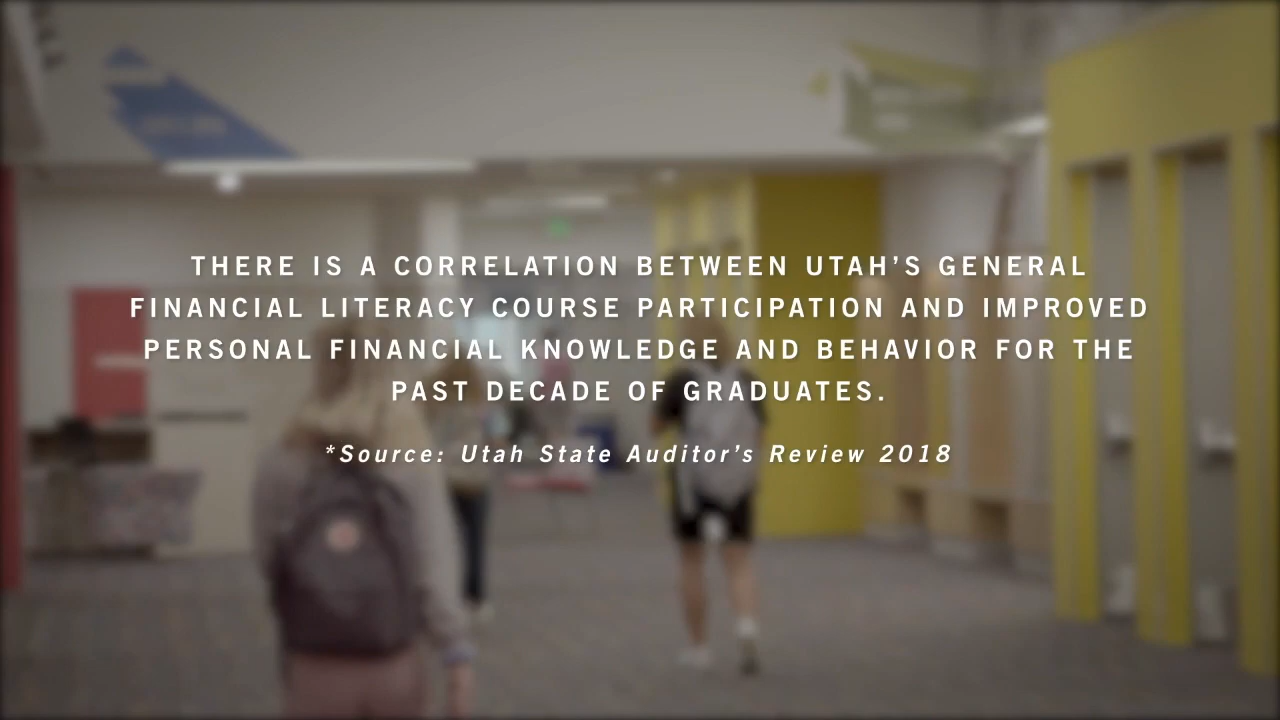 THERE IS A CORRELATION BETWEEN UTAH'S GENERAL
FINANCIAL LITERACY COURSE PARTICIPATION AND IMPROVED
PERSONAL FINANCIAL KNOWLEDGE AND BEHAVIOR FOR THE
PAST DECADE OF GRADUATES.
*Source: Utah State Auditor's Review 2018